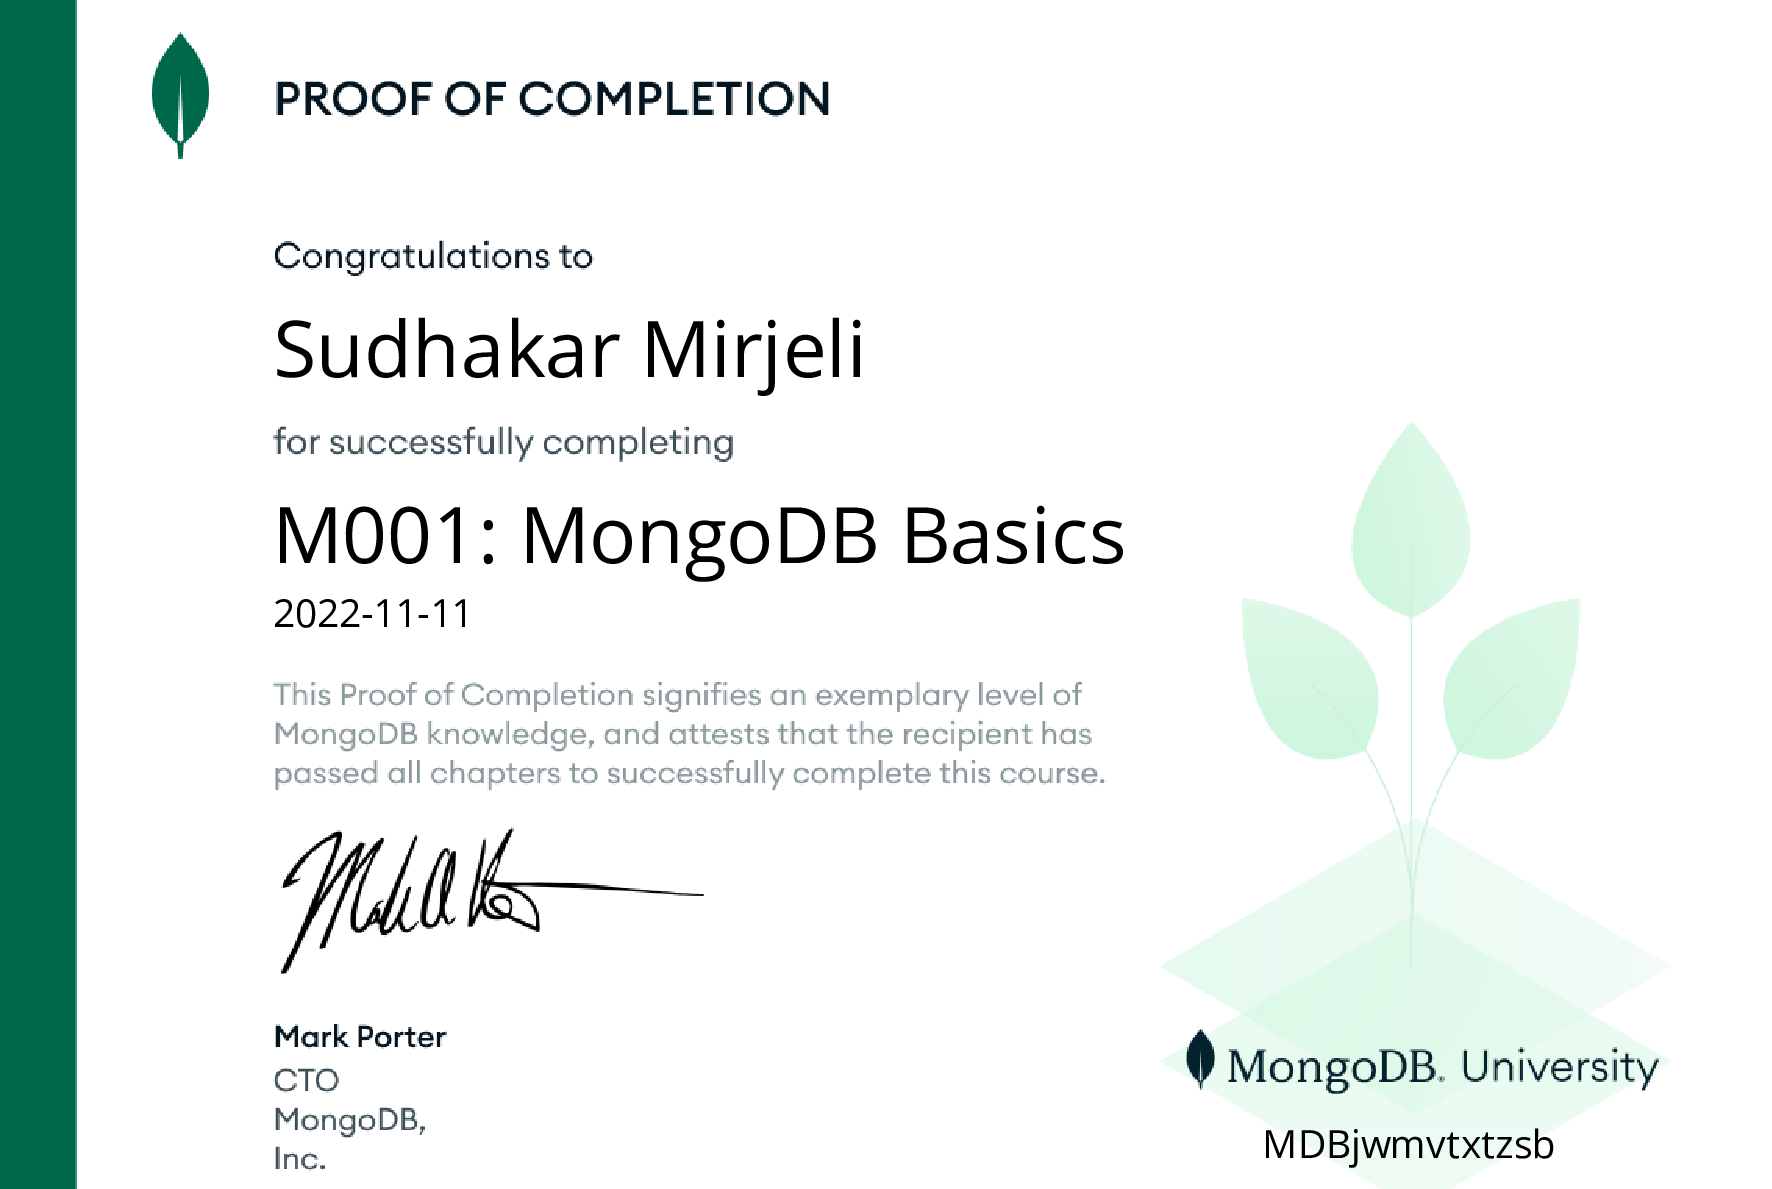 PROOF OF COMPLETION
Congratulations to
Sudhakar Mirjeli
for successfully completing
M001: MongoDB Basics
2022-11-11
This Proof of Completion signifies an exemplary level of
MongoDB knowledge, and attests that the recipient has
passed all chapters to successfully complete this course.
Mark Porter
CTO
MongoDB,
Inc.
MongoDB. University
MDBjwmvtxtzsb